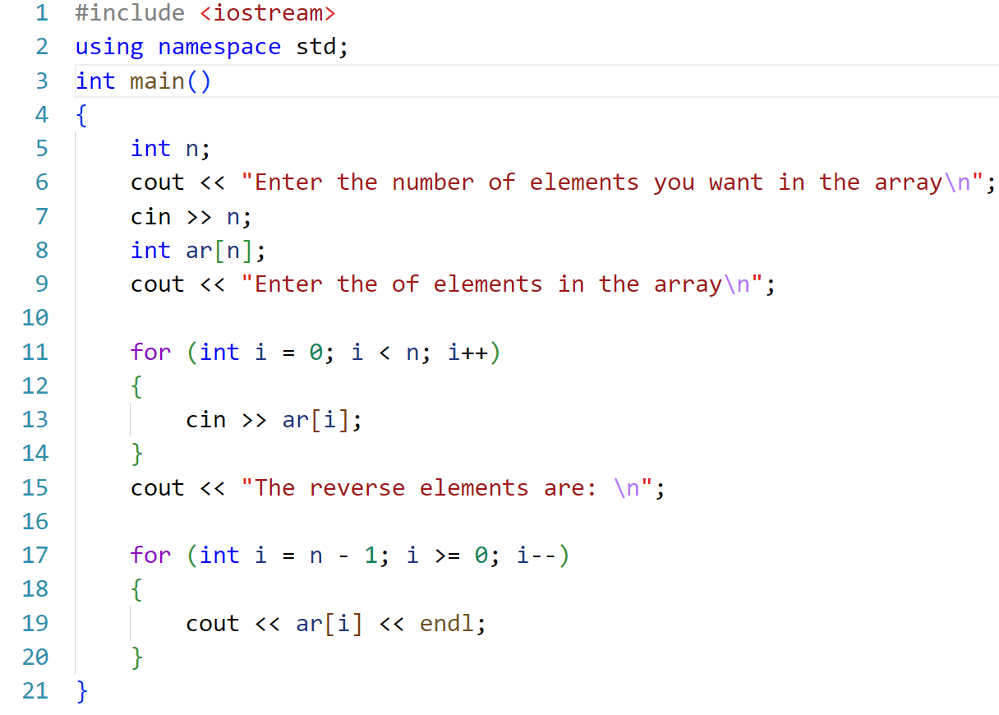 1 #include <iostream>
2 using namespace std;
3 int main()
4 {
5     int n;
6     cout << "Enter the number of elements you want in the array\n";
7     cin >> n;
8     int ar[n];
9     cout << "Enter the of elements in the array\n";
10
11     for (int i = 0; i < n; i++)
12     {
13         cin >> ar[i];
14     }
15     cout << "The reverse elements are: \n";
16
17     for (int i = n - 1; i >= 0; i--)
18     {
19         cout << ar[i] << endl;
20     }
21 }